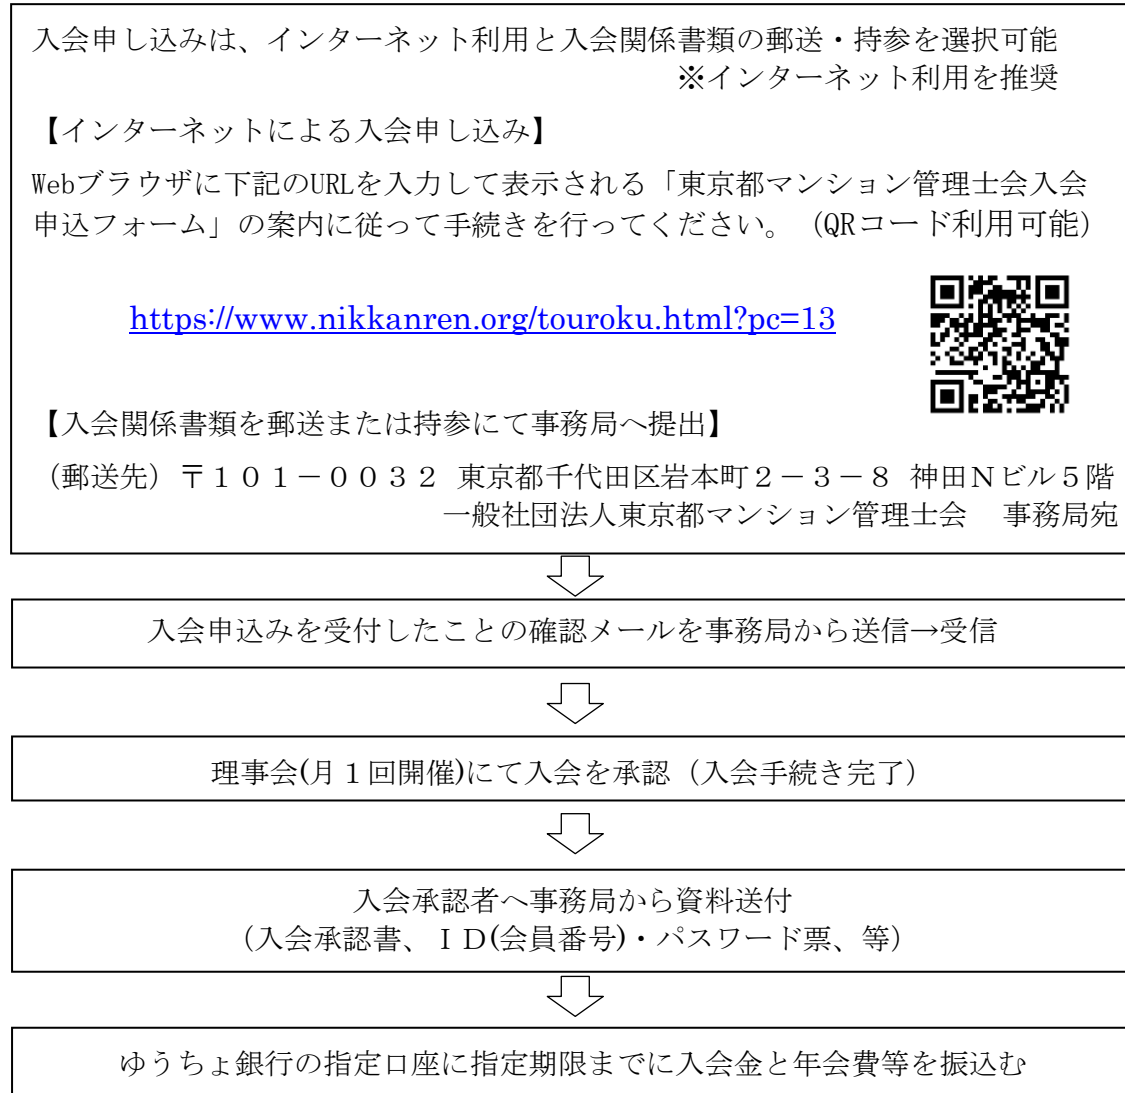 入会申し込みは、インターネット利用と入会関係書類の郵送・持参を選択可能
※インターネット利用を推奨
【インターネットによる入会申し込み】
Webブラウザに下記のURLを入力して表示される「東京都マンション管理士会入会
申込フォーム」の案内に従って手続きを行ってください。（QRコード利用可能）
https://www.nikkanren.org/touroku.html?pc=13
【入会関係書類を郵送または持参にて事務局へ提出】
（郵送先）〒１０１－００３２ 東京都千代田区岩本町２－３－８ 神田Ｎビル５階
一般社団法人東京都マンション管理士会　事務局宛
入会申込みを受付したことの確認メールを事務局から送信→受信
理事会(月１回開催)にて入会を承認（入会手続き完了）
入会承認者へ事務局から資料送付
（入会承認書、ＩＤ(会員番号)・パスワード票、等）
ゆうちょ銀行の指定口座に指定期限までに入会金と年会費等を振込む